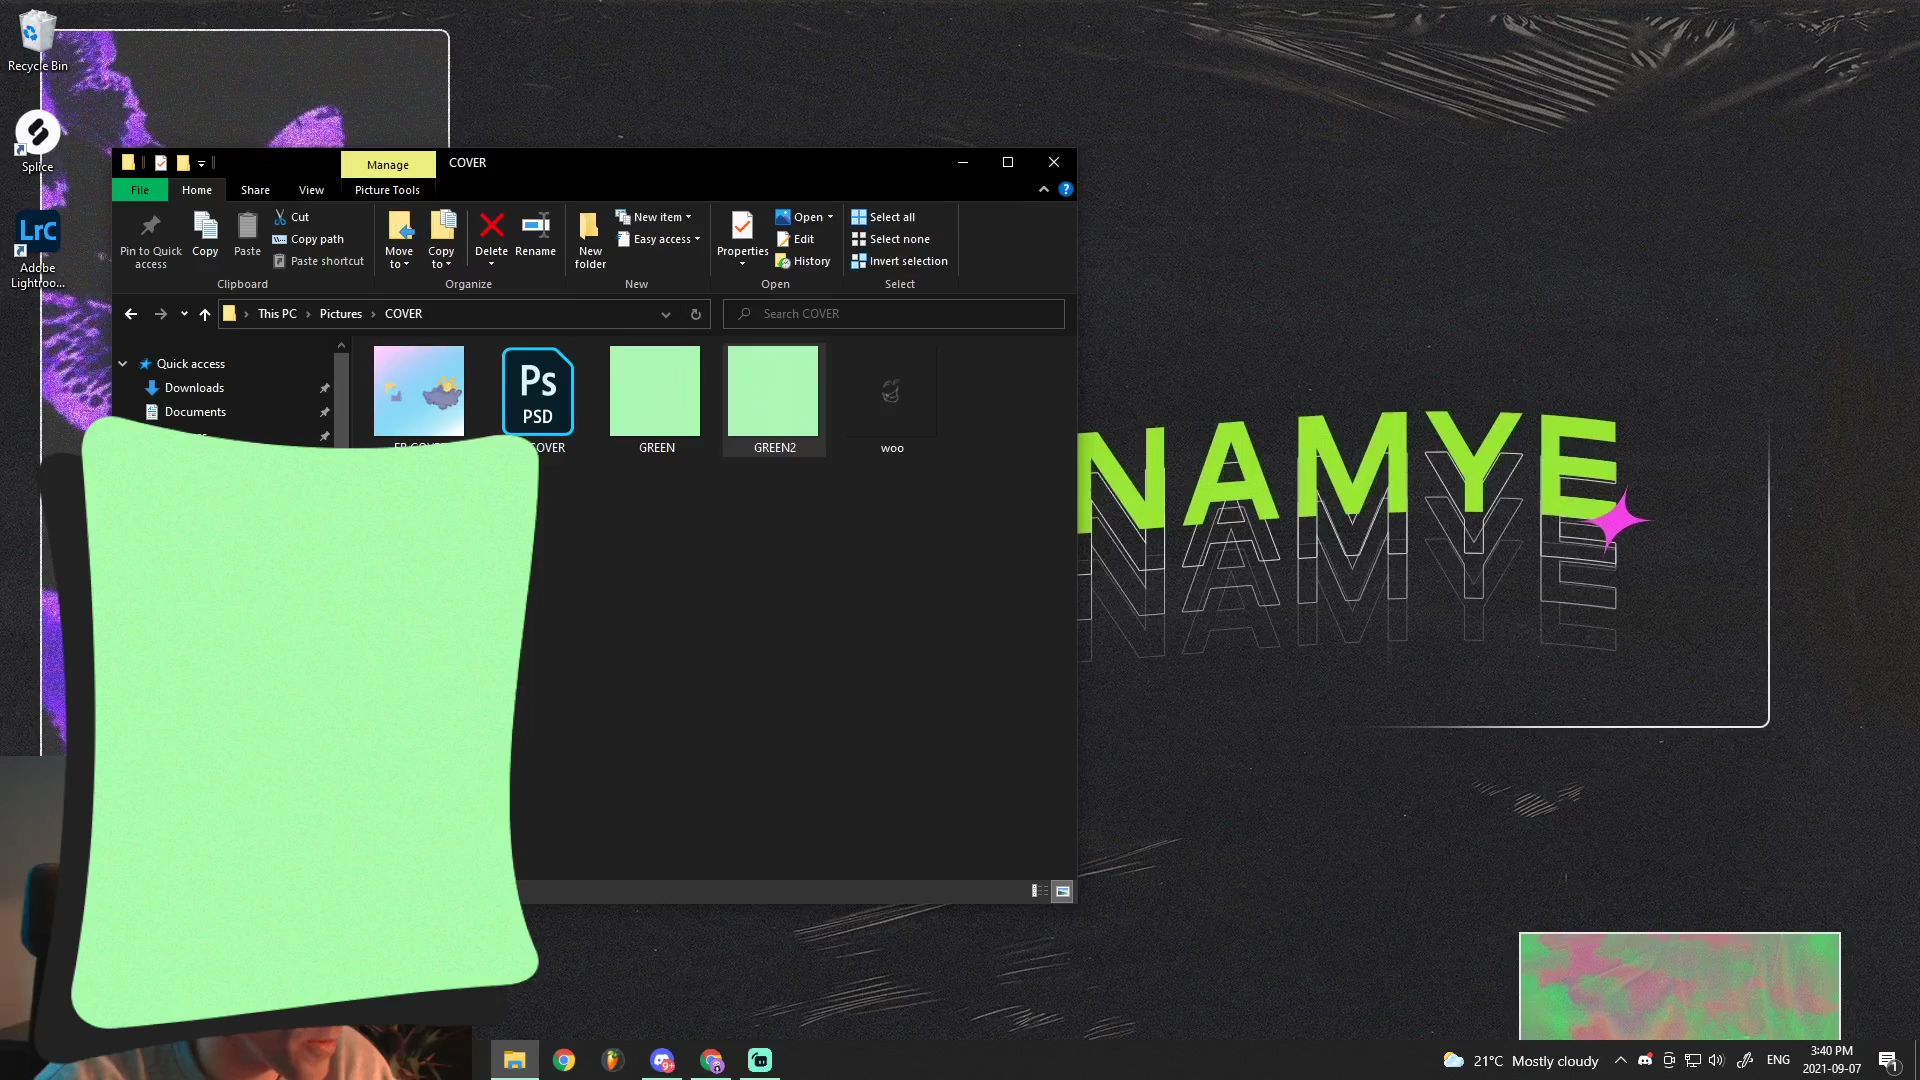 Recycle Bin
Splice
LrC
Adobe
Lightroo...
Manage
COVER
File
Home
Share
View
Picture Tools
Pin to Quick
access
Copy
Paste
Cut
Copy path
Paste shortcut
Clipboard
Move
to
Copy
to
Delete
Rename
Organize
New
folder
New item
Easy access
New
Properties
Open
Edit
History
Open
Select all
Select none
Invert selection
Select
This PC
Pictures
COVER
Search COVER
Quick access
Downloads
Documents
Ps
PSD
COVER
GREEN
GREEN2
woo
NAMYE
NAMYE
NAMYE
9+
21°C Mostly cloudy
ENG
3:40 PM
2021-09-07
1